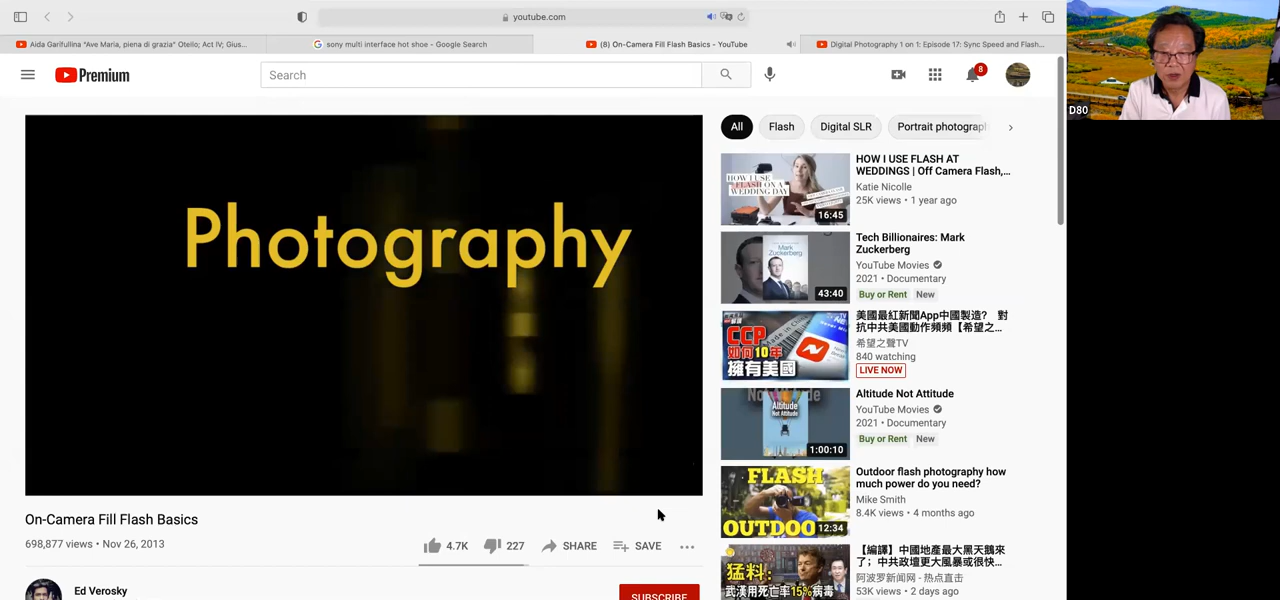 youtube.com
Aida Garifullina "Ave Maria, piena di grazia" Otello; Act IV; Gius...
sony multi interface hot shoe - Google Search
(8) On-Camera Fill Flash Basics - YouTube
Digital Photography 1 on 1: Episode 17: Sync Speed and Flash...
D80
Premium
Search
8
Photography
All
Flash
Digital SLR
Portrait photograp
HOW I USE FLASH ON A WEDDING DAY
16:45
HOW I USE FLASH AT
WEDDINGS | Off Camera Flash,...
Katie Nicolle
25K views • 1 year ago
Mark
Zuckerberg
43:40
Tech Billionaires: Mark
Zuckerberg
YouTube Movies
2021 • Documentary
Buy or Rent New
CCP
如何10年
擁有美國
美國最紅新聞App中國製造? 對
抗中共美國動作頻頻【希望之...
希望之聲TV
840 watching
LIVE NOW
Altitude
Not Attitude
1:00:10
Altitude Not Attitude
YouTube Movies
2021 • Documentary
Buy or Rent New
FLASH
OUTDOO
12:34
Outdoor flash photography how
much power do you need?
Mike Smith
8.4K views • 4 months ago
猛料:
武汉用死亡率15%病毒
【編譯】中國地產最大黑天鵝來
了；中共政壇更大風暴或很快...
阿波罗新闻网 - 热点直击
53K views • 2 days ago
On-Camera Fill Flash Basics
698,877 views • Nov 26, 2013
4.7K
227
SHARE
SAVE
Ed Verosky
SUBSCRIBE